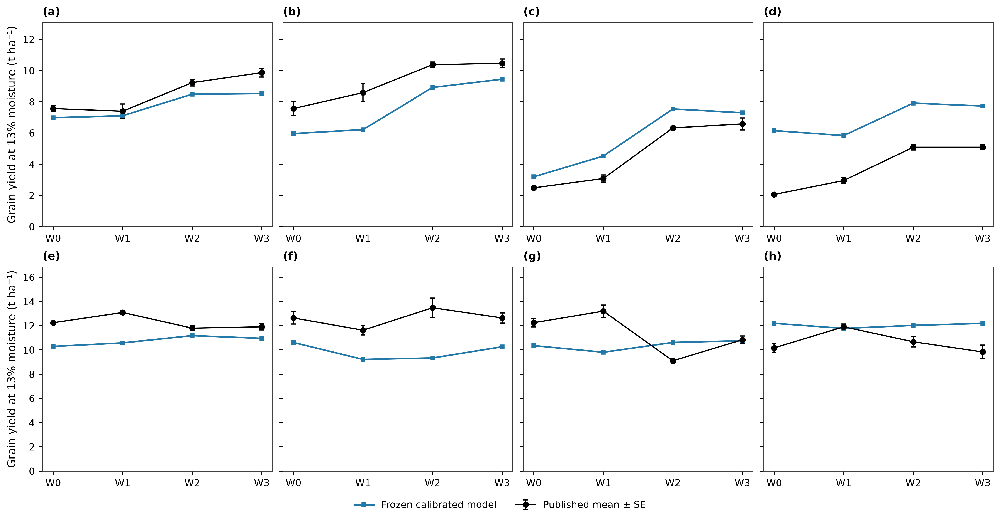 (a) (b) (c) (d)
Grain yield at 13% moisture (t ha⁻¹)
12
10
8
6
4
2
0
W0 W1 W2 W3 W0 W1 W2 W3 W0 W1 W2 W3 W0 W1 W2 W3
(e) (f) (g) (h)
Grain yield at 13% moisture (t ha⁻¹)
16
14
12
10
8
6
4
2
0
W0 W1 W2 W3 W0 W1 W2 W3 W0 W1 W2 W3 W0 W1 W2 W3
Frozen calibrated model Published mean ± SE